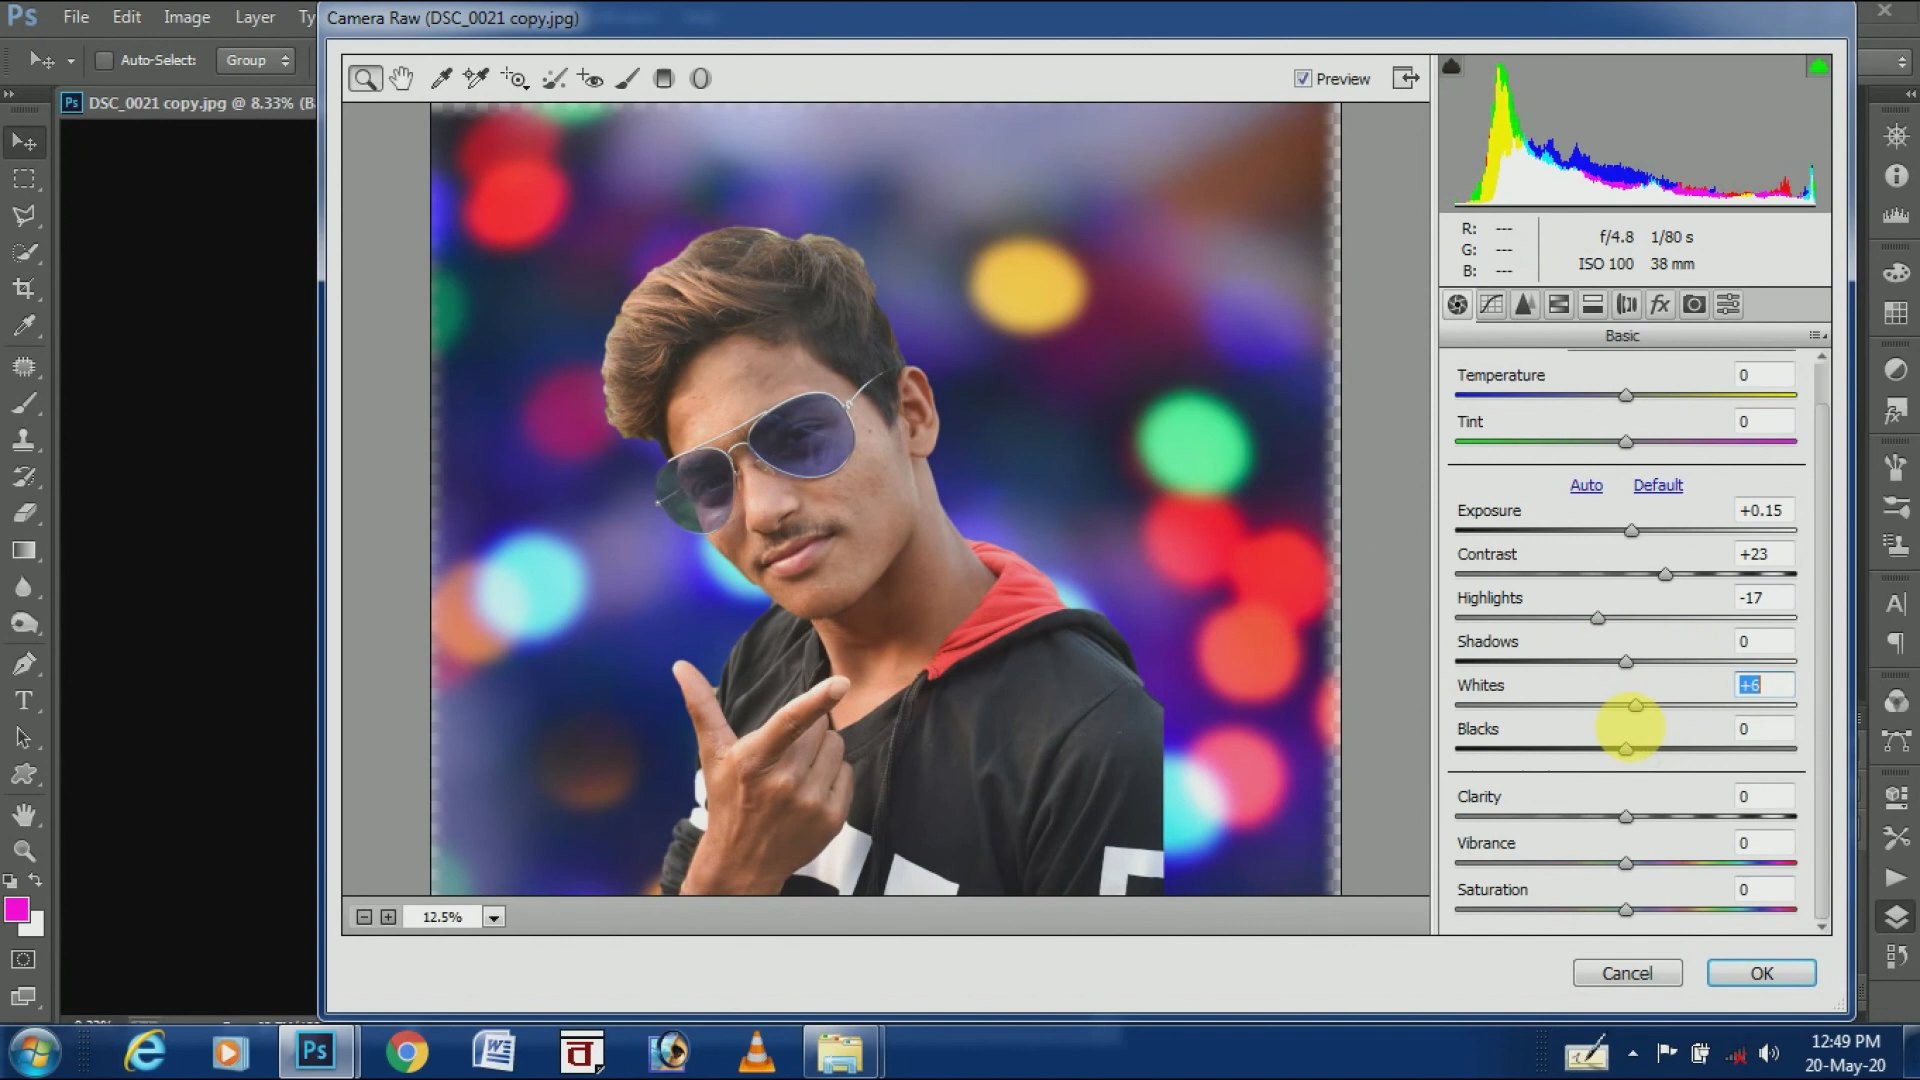 Ps File Edit Image Layer Ty
Camera Raw (DSC_0021 copy.jpg)
Auto-Select: Group
Preview
Ps DSC_0021 copy.jpg @ 8.33% (B
R: ---
G: ---
B: ---
f/4.8 1/80 s
ISO 100 38 mm
fx
Basic
Temperature 0
Tint 0
Auto Default
Exposure +0.15
Contrast +23
Highlights -17
Shadows 0
Whites +6
Blacks 0
Clarity 0
Vibrance 0
Saturation 0
12.5%
Cancel OK
Ps
12:49 PM
20-May-20